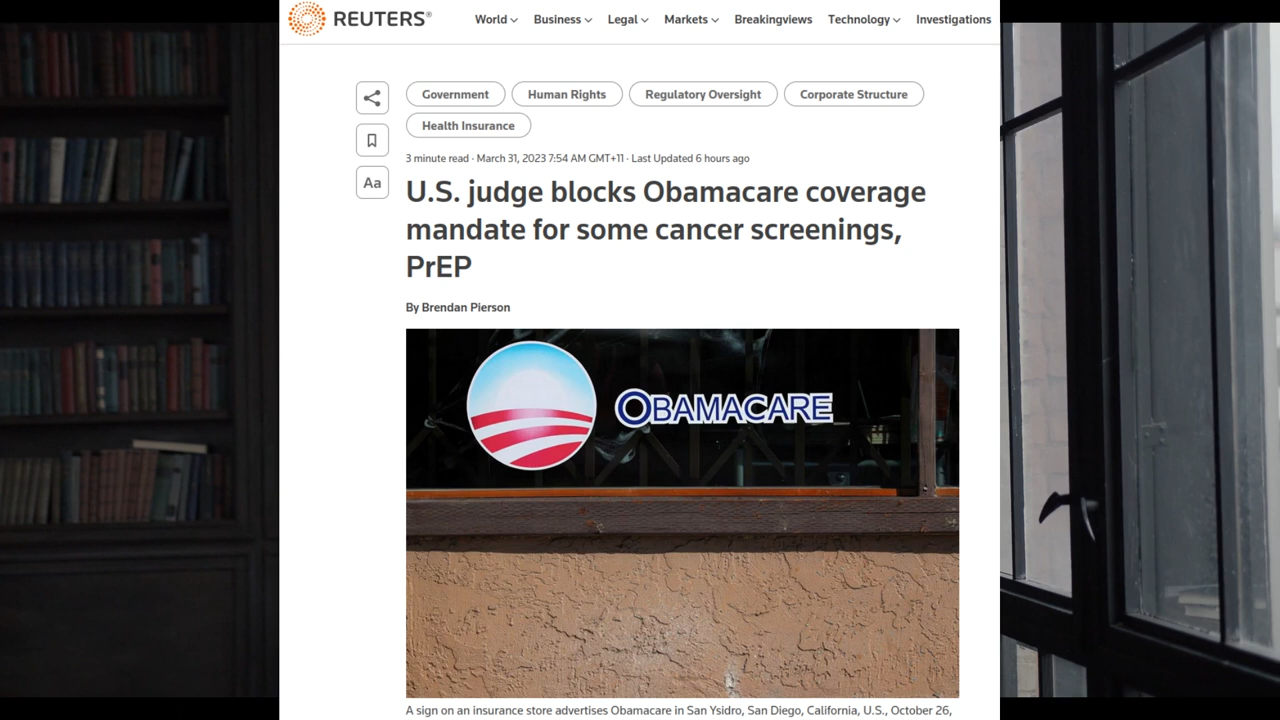 REUTERS®
World Business Legal Markets Breakingviews Technology Investigations
Government Human Rights Regulatory Oversight Corporate Structure
Health Insurance
3 minute read · March 31, 2023 7:54 AM GMT+11 · Last Updated 6 hours ago
Aa
U.S. judge blocks Obamacare coverage
mandate for some cancer screenings,
PrEP
By Brendan Pierson
OBAMACARE
A sign on an insurance store advertises Obamacare in San Ysidro, San Diego, California, U.S., October 26,